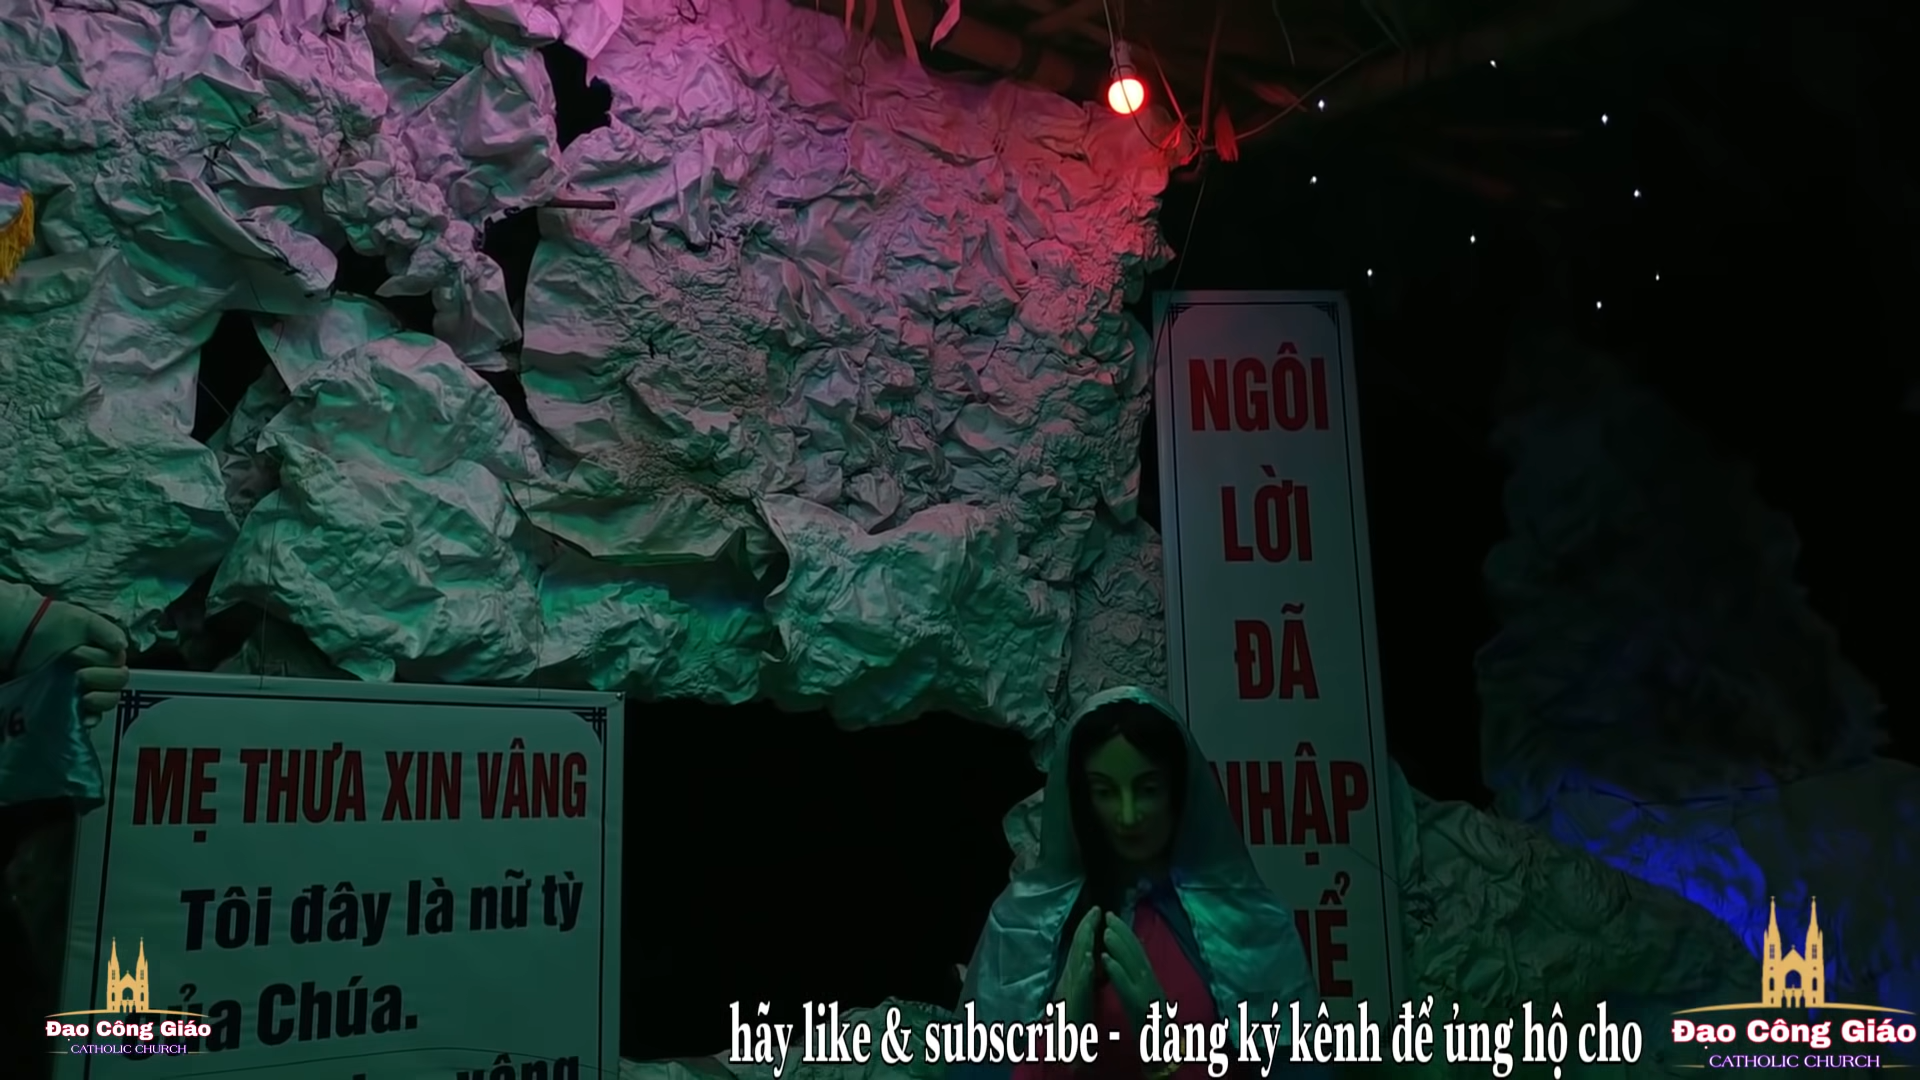 NGÔI
LỜI
ĐÃ
NHẬP
MẸ THƯA XIN VÂNG
Tôi đây là nữ tỳ
của Chúa.
hãy like & subscribe - đăng ký kênh để ủng hộ cho
Đạo Công Giáo
CATHOLIC CHURCH
Đạo Công Giáo
CATHOLIC CHURCH